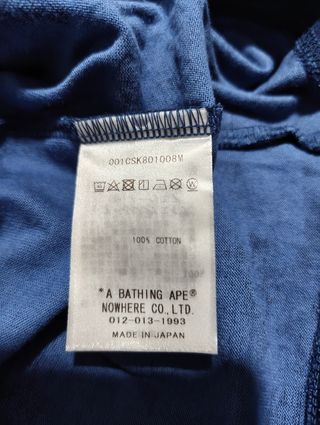 001CSK801008M
100% COTTON
*A BATHING APE®
NOWHERE CO., LTD.
012-013-1993
MADE IN JAPAN